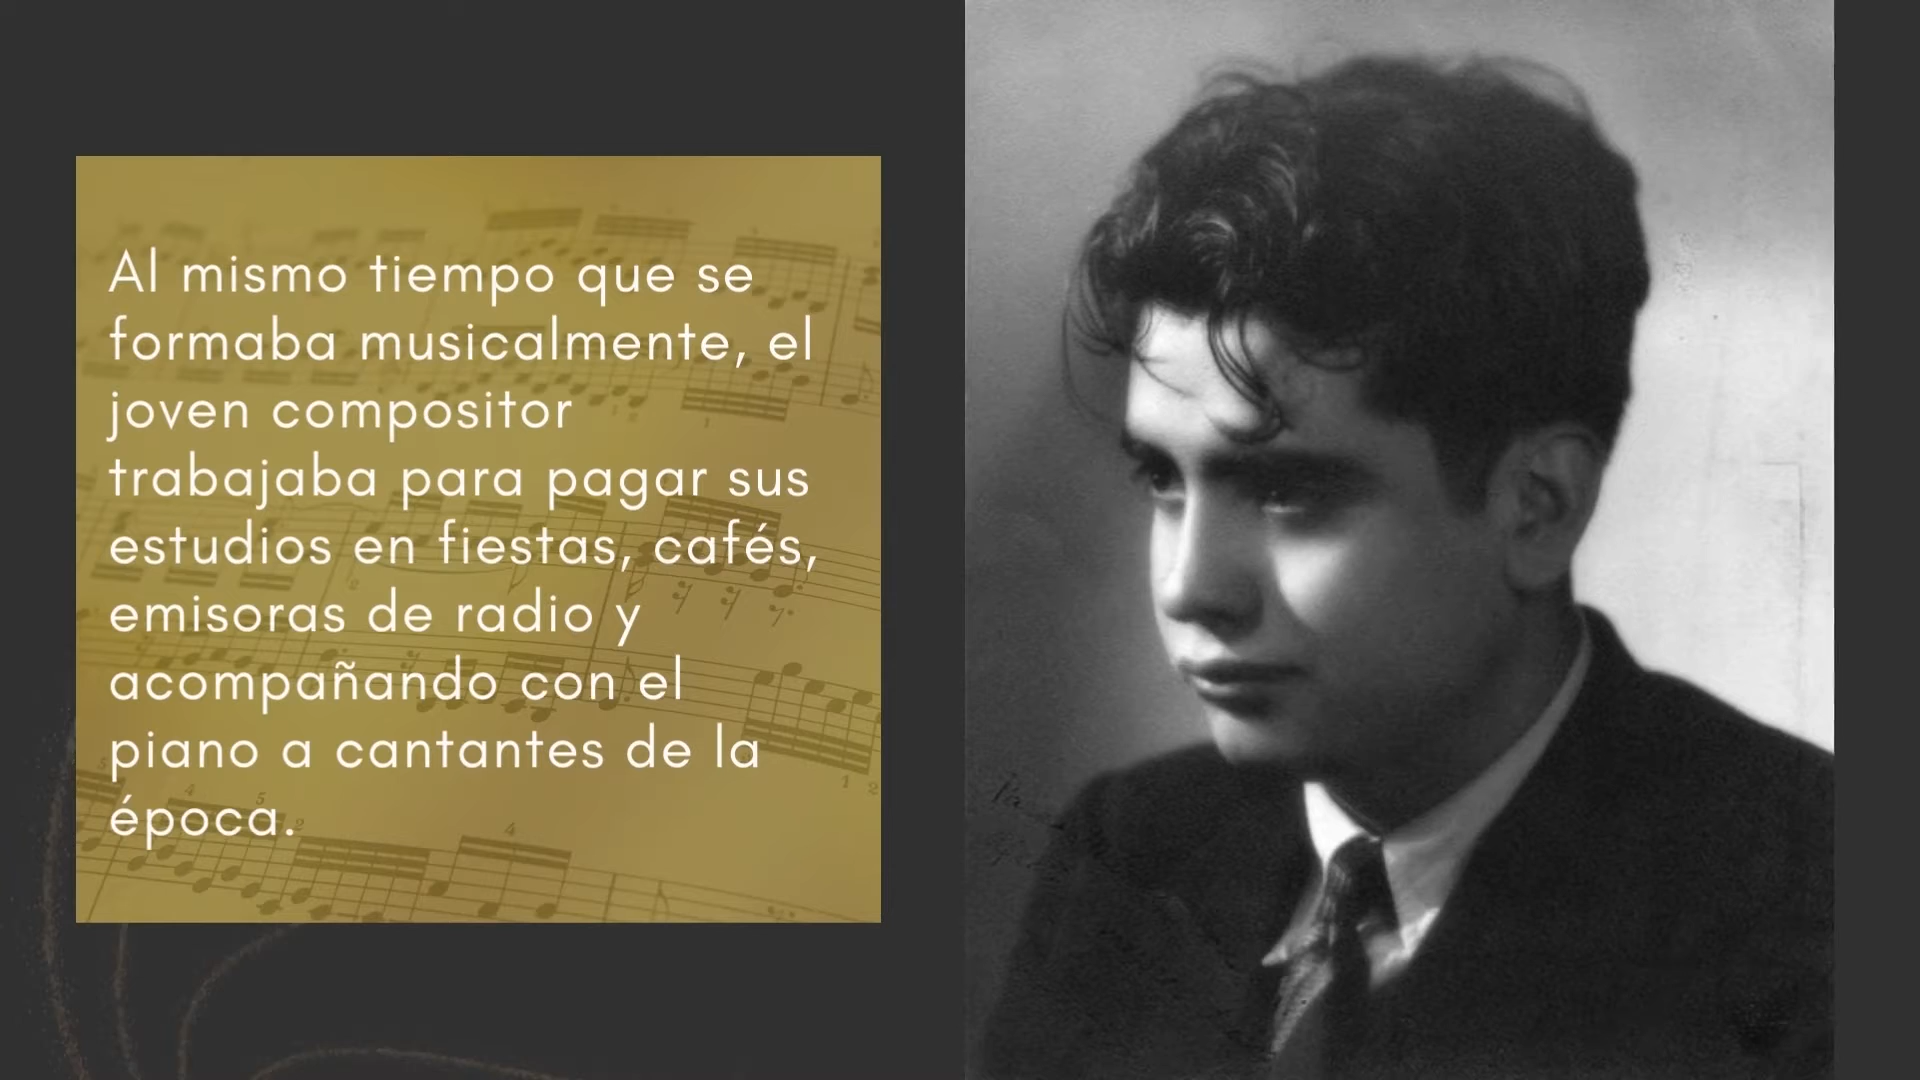 Al mismo tiempo que se
formaba musicalmente, el
joven compositor
trabajaba para pagar sus
estudios en fiestas, cafés,
emisoras de radio y
acompañando con el
piano a cantantes de la
época.